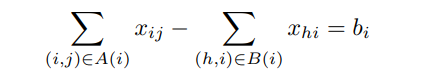 ∑_{(i,j)∈A(i)} x_{ij} − ∑_{(h,i)∈B(i)} x_{hi} = b_i